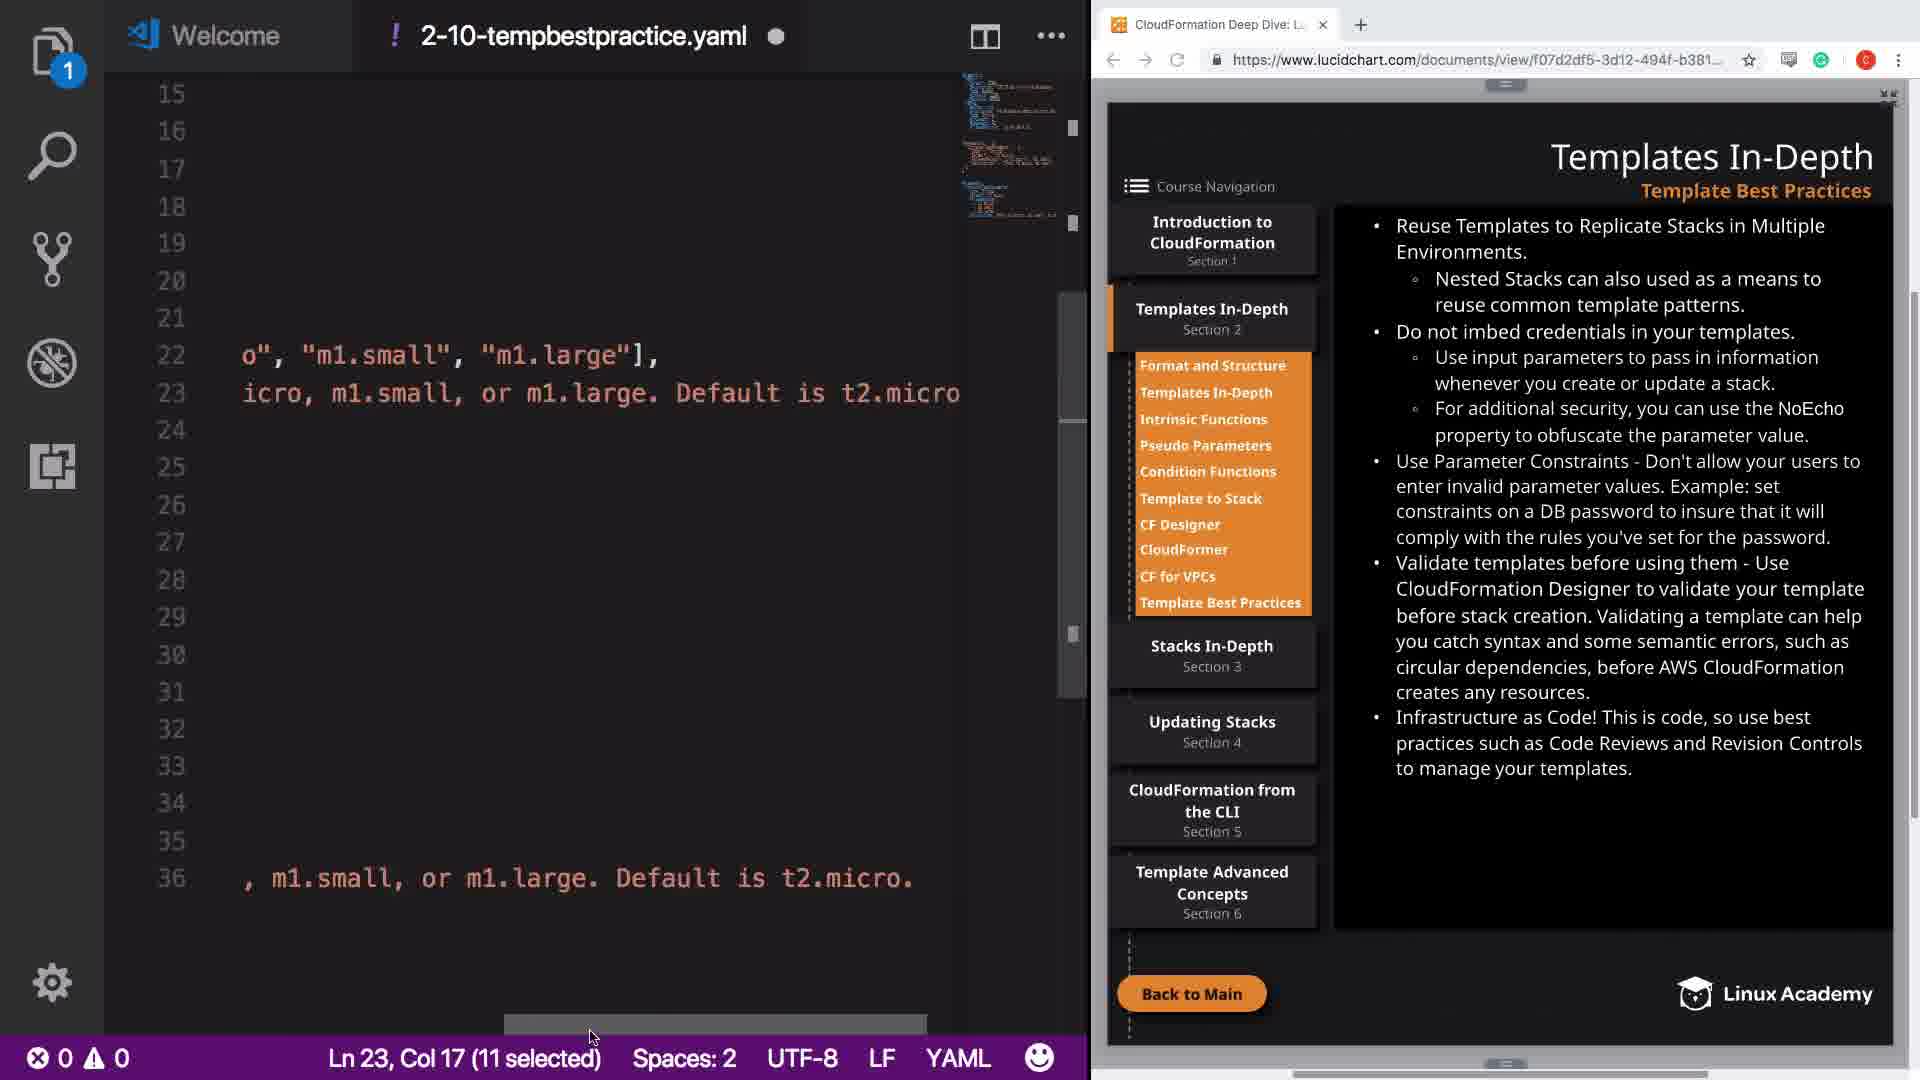 Welcome
! 2-10-tempbestpractice.yaml
1
15
16
17
18
19
20
21
22 o", "m1.small", "m1.large"],
23 icro, m1.small, or m1.large. Default is t2.micro
24
25
26
27
28
29
30
31
32
33
34
35
36 , m1.small, or m1.large. Default is t2.micro.
0 0
Ln 23, Col 17 (11 selected) Spaces: 2 UTF-8 LF YAML
CloudFormation Deep Dive: L
https://www.lucidchart.com/documents/view/f07d2df5-3d12-494f-b381...
C
Templates In-Depth
Template Best Practices
Course Navigation
Introduction to
CloudFormation
Section 1
Templates In-Depth
Section 2
Format and Structure
Templates In-Depth
Intrinsic Functions
Pseudo Parameters
Condition Functions
Template to Stack
CF Designer
CloudFormer
CF for VPCs
Template Best Practices
Stacks In-Depth
Section 3
Updating Stacks
Section 4
CloudFormation from
the CLI
Section 5
Template Advanced
Concepts
Section 6
Back to Main
• Reuse Templates to Replicate Stacks in Multiple
Environments.
◦ Nested Stacks can also used as a means to
reuse common template patterns.
• Do not imbed credentials in your templates.
◦ Use input parameters to pass in information
whenever you create or update a stack.
◦ For additional security, you can use the NoEcho
property to obfuscate the parameter value.
• Use Parameter Constraints - Don't allow your users to
enter invalid parameter values. Example: set
constraints on a DB password to insure that it will
comply with the rules you've set for the password.
• Validate templates before using them - Use
CloudFormation Designer to validate your template
before stack creation. Validating a template can help
you catch syntax and some semantic errors, such as
circular dependencies, before AWS CloudFormation
creates any resources.
• Infrastructure as Code! This is code, so use best
practices such as Code Reviews and Revision Controls
to manage your templates.
Linux Academy